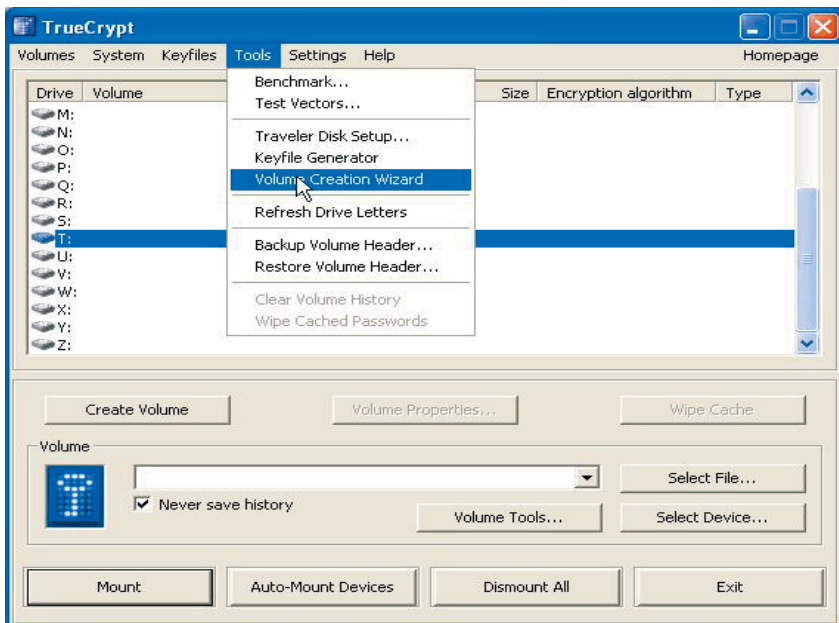 TrueCrypt
Volumes System Keyfiles Tools Settings Help Homepage
Drive Volume Size Encryption algorithm Type
M:
N:
O:
P:
Q:
R:
S:
T:
U:
V:
W:
X:
Y:
Z:
Benchmark...
Test Vectors...
Traveler Disk Setup...
Keyfile Generator
Volume Creation Wizard
Refresh Drive Letters
Backup Volume Header...
Restore Volume Header...
Clear Volume History
Wipe Cached Passwords
Create Volume Volume Properties... Wipe Cache
Volume
Select File...
Never save history
Volume Tools... Select Device...
Mount Auto-Mount Devices Dismount All Exit